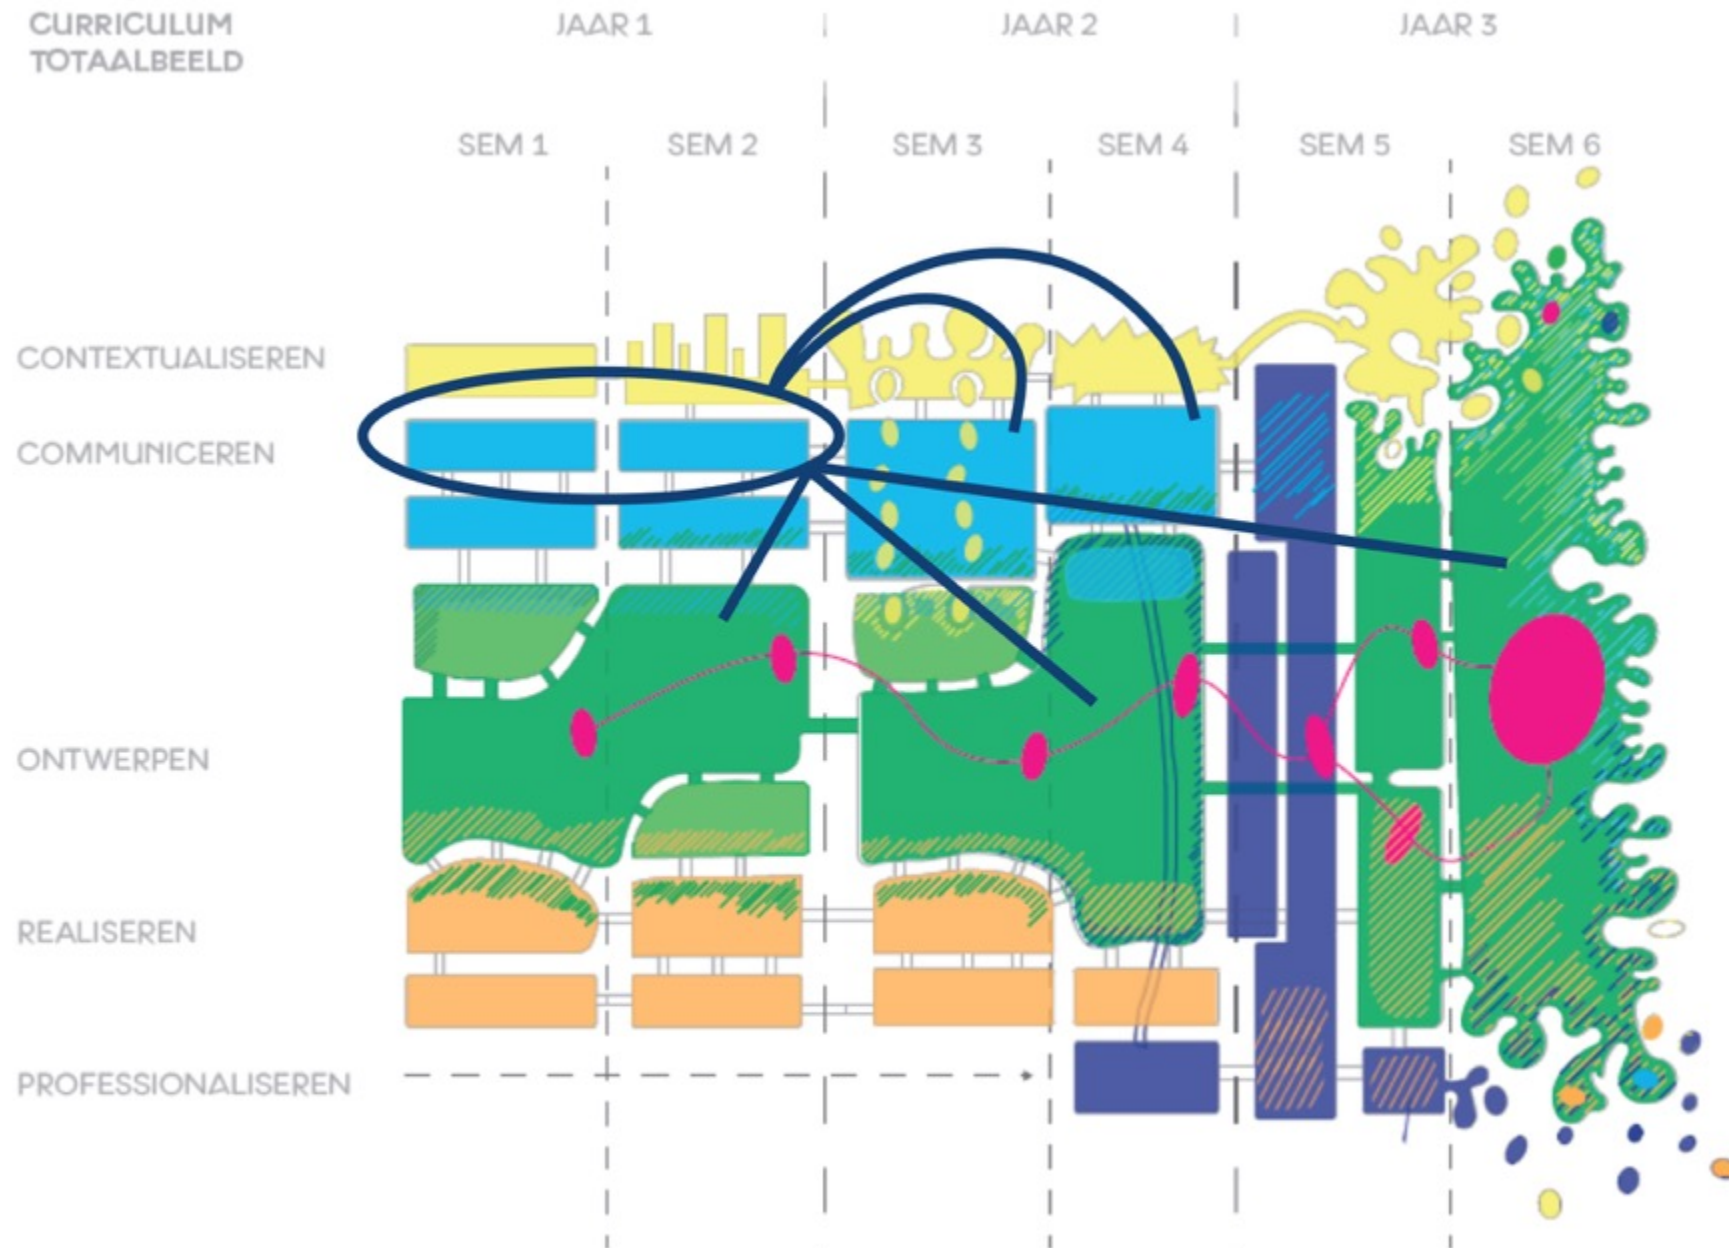 CURRICULUM
TOTAALBEELD
JAAR 1
JAAR 2
JAAR 3
SEM 1
SEM 2
SEM 3
SEM 4
SEM 5
SEM 6
CONTEXTUALISEREN
COMMUNICEREN
ONTWERPEN
REALISEREN
PROFESSIONALISEREN